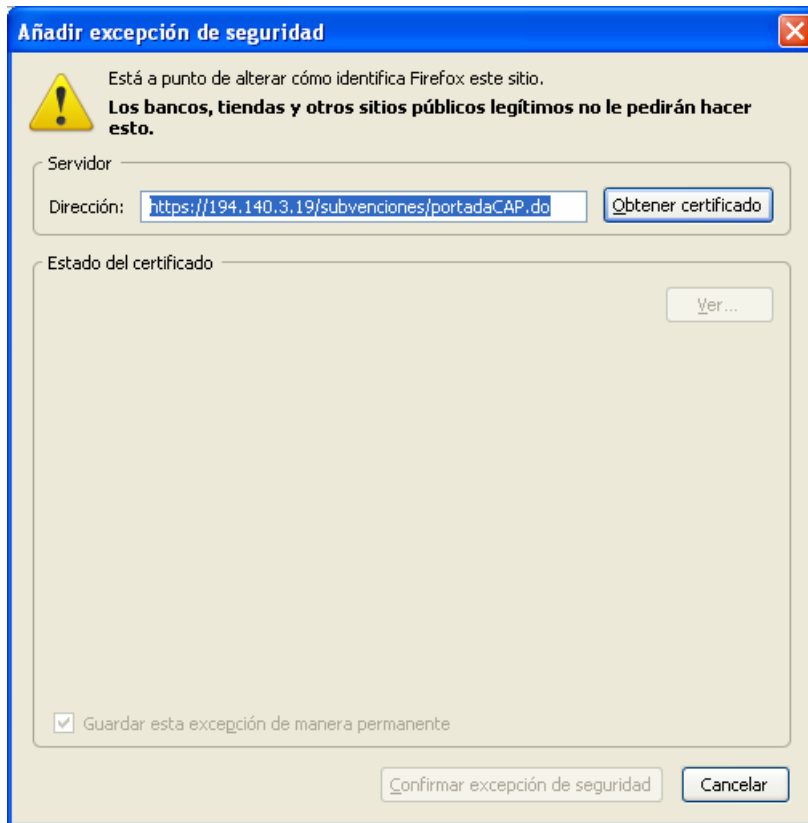 Añadir excepción de seguridad
Está a punto de alterar cómo identifica Firefox este sitio.
Los bancos, tiendas y otros sitios públicos legítimos no le pedirán hacer
esto.
Servidor
Dirección: https://194.140.3.19/subvenciones/portadaCAP.do Obtener certificado
Estado del certificado
Ver...
Guardar esta excepción de manera permanente
Confirmar excepción de seguridad Cancelar